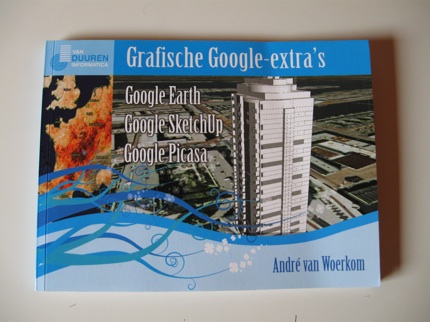 VAN
DUUREN
INFORMATICA
Grafische Google-extra's
Google Earth
Google SketchUp
Google Picasa
André van Woerkom